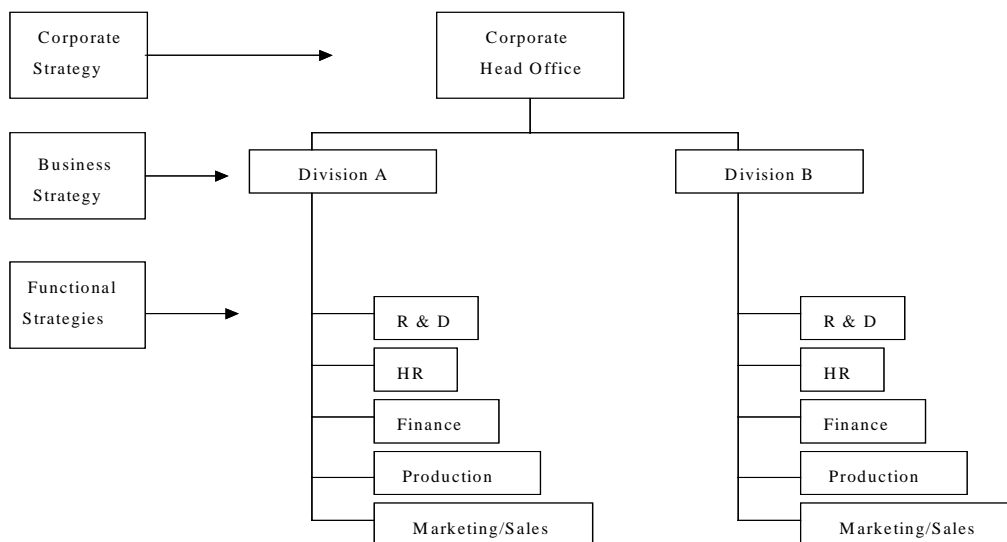 Corporate
Strategy
Corporate
Head Office
Business
Strategy
Division A
Division B
Functional
Strategies
R & D
R & D
HR
HR
Finance
Finance
Production
Production
Marketing/Sales
Marketing/Sales